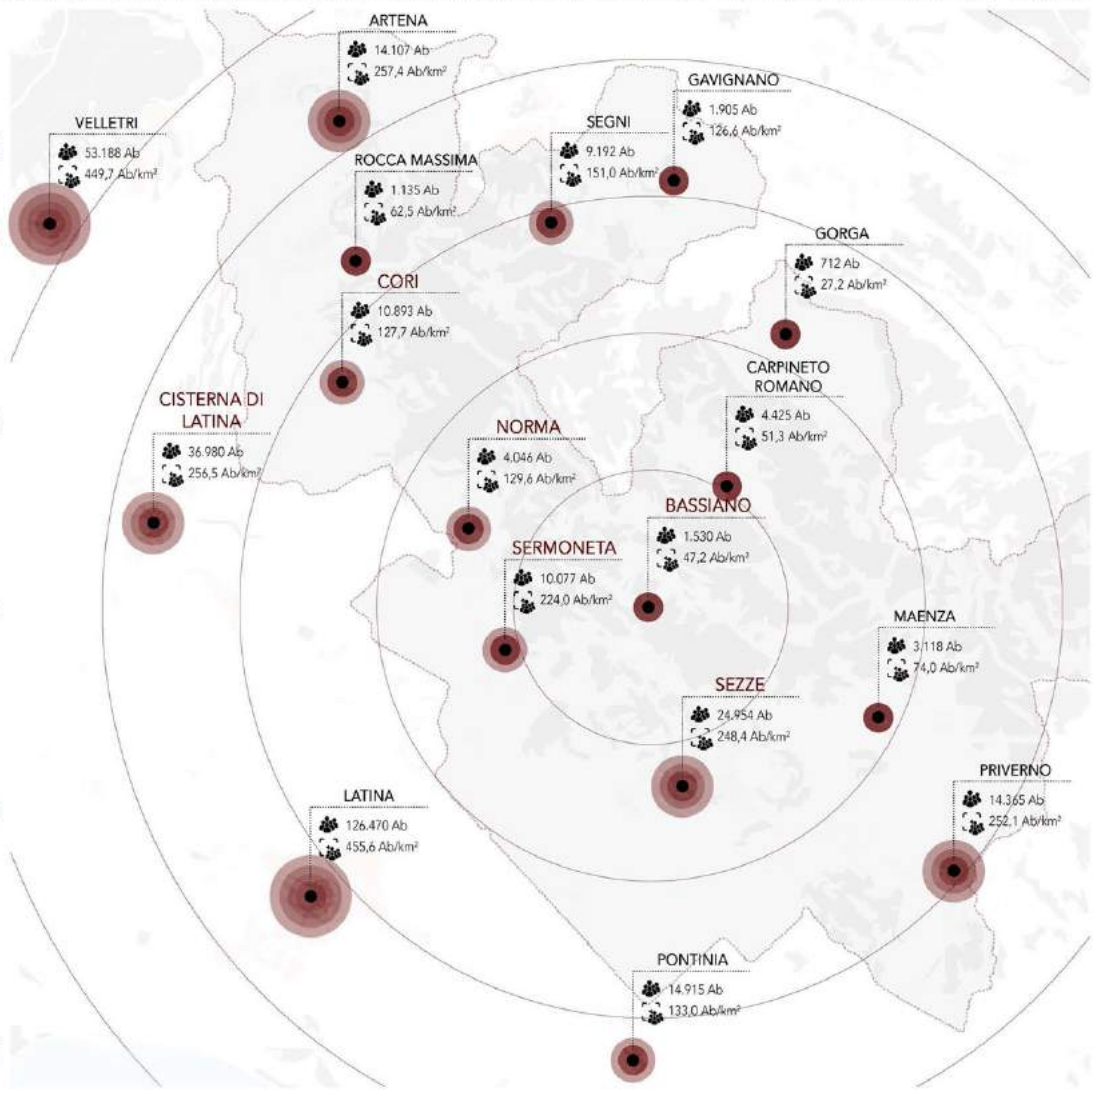 ARTENA
14.107 Ab
257,4 Ab/km²
GAVIGNANO
1.905 Ab
126,6 Ab/km²
VELLETRI
53.188 Ab
449,7 Ab/km²
SEGNI
9.192 Ab
151,0 Ab/km²
ROCCA MASSIMA
1.135 Ab
62,5 Ab/km²
GORGA
712 Ab
27,2 Ab/km²
CORI
10.893 Ab
127,7 Ab/km²
CARPINETO
ROMANO
4.425 Ab
51,3 Ab/km²
CISTERNA DI
LATINA
36.980 Ab
256,5 Ab/km²
NORMA
4.046 Ab
129,6 Ab/km²
BASSIANO
1.530 Ab
47,2 Ab/km²
SERMONETA
10.077 Ab
224,0 Ab/km²
MAENZA
3.118 Ab
74,0 Ab/km²
SEZZE
24.954 Ab
248,4 Ab/km²
PRIVERNO
14.365 Ab
252,1 Ab/km²
LATINA
126.470 Ab
455,6 Ab/km²
PONTINIA
14.915 Ab
133,0 Ab/km²